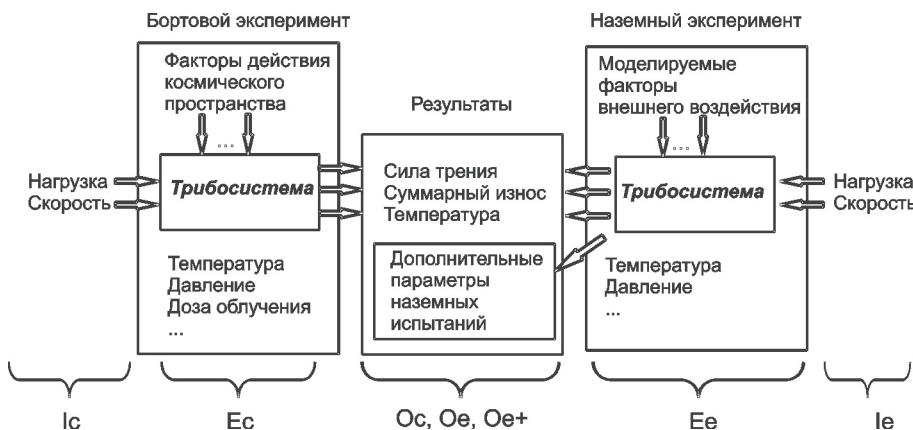 Бортовой эксперимент
Факторы действия
космического
пространства
...
Нагрузка
Скорость
Трибосистема
Температура
Давление
Доза облучения
...
Результаты
Сила трения
Суммарный износ
Температура
Дополнительные
параметры
наземных
испытаний
Наземный эксперимент
Моделируемые
факторы
внешнего воздействия
...
Трибосистема
Нагрузка
Скорость
Температура
Давление
...
Ic
Ec
Oc, Oe, Oe+
Ee
Ie